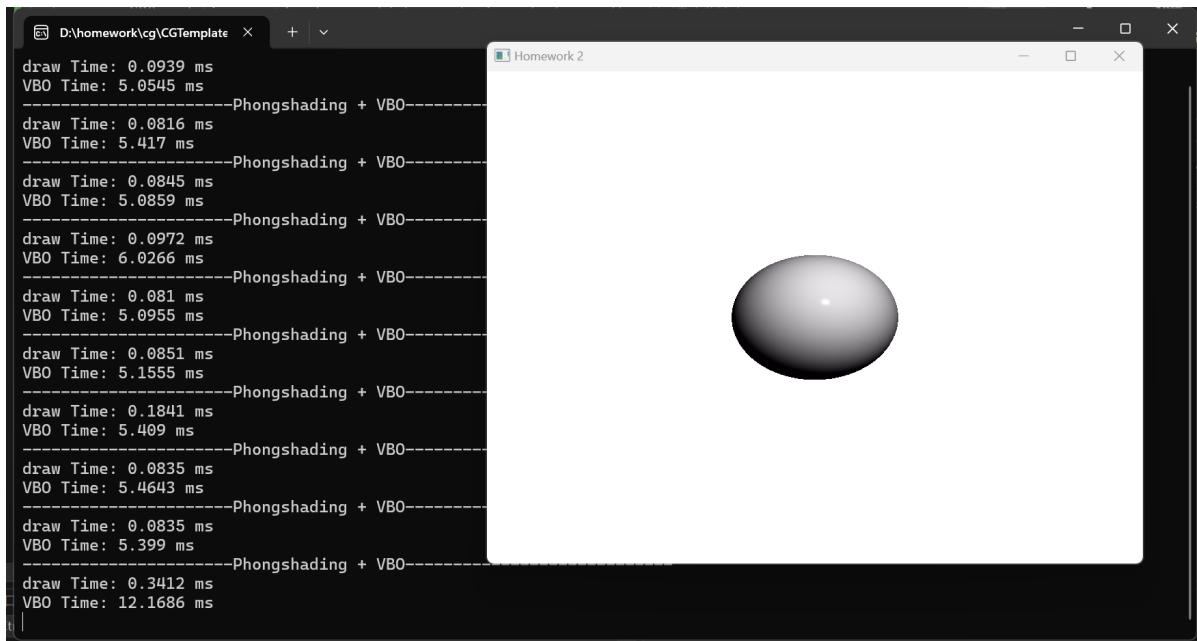 D:\homework\cg\CGTemplate
Homework 2
draw Time: 0.0939 ms
VBO Time: 5.0545 ms
----------------------Phongshading + VBO---------
draw Time: 0.0816 ms
VBO Time: 5.417 ms
----------------------Phongshading + VBO---------
draw Time: 0.0845 ms
VBO Time: 5.0859 ms
----------------------Phongshading + VBO---------
draw Time: 0.0972 ms
VBO Time: 6.0266 ms
----------------------Phongshading + VBO---------
draw Time: 0.081 ms
VBO Time: 5.0955 ms
----------------------Phongshading + VBO---------
draw Time: 0.0851 ms
VBO Time: 5.1555 ms
----------------------Phongshading + VBO---------
draw Time: 0.1841 ms
VBO Time: 5.409 ms
----------------------Phongshading + VBO---------
draw Time: 0.0835 ms
VBO Time: 5.4643 ms
----------------------Phongshading + VBO---------
draw Time: 0.0835 ms
VBO Time: 5.399 ms
----------------------Phongshading + VBO----------------------------
draw Time: 0.3412 ms
VBO Time: 12.1686 ms